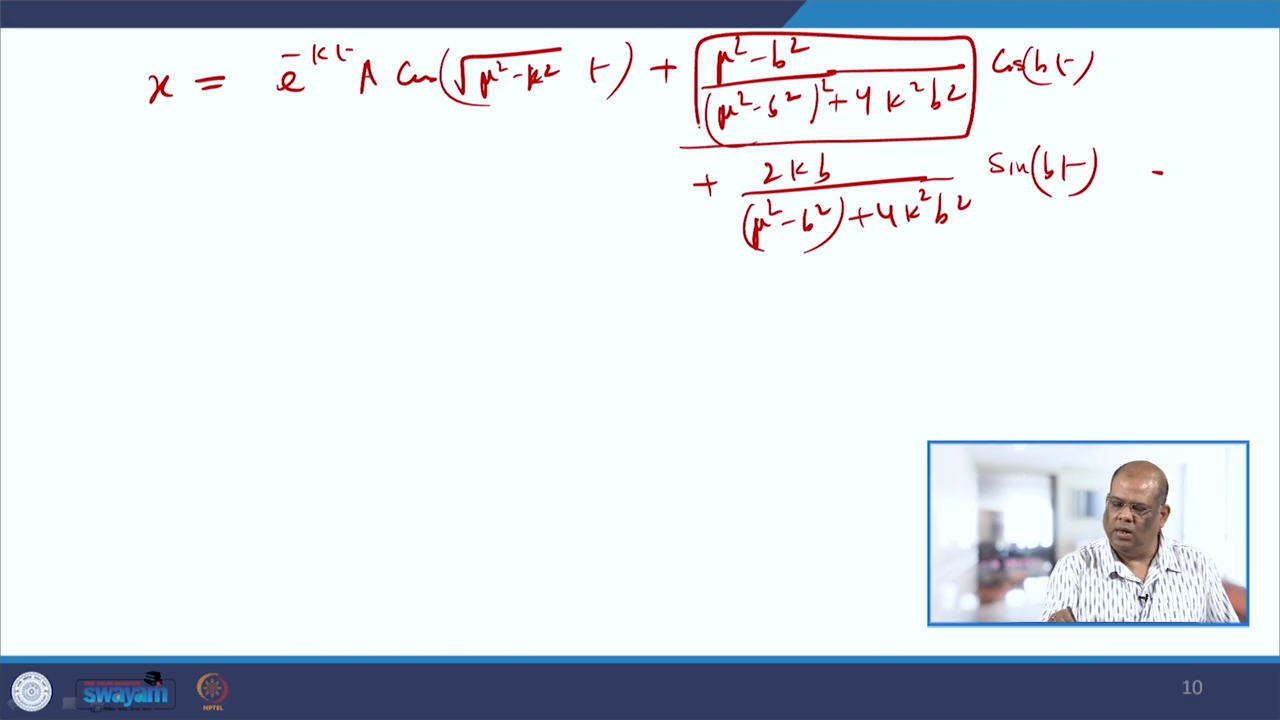 x = e^{-kt} A Cos(√(μ²-k²) t) + (μ²-b²)/((μ²-b²)²+4k²b²) Cos(bt)
+ 2kb/((μ²-b²)+4k²b²) Sin(bt)
swayam
NPTEL
10